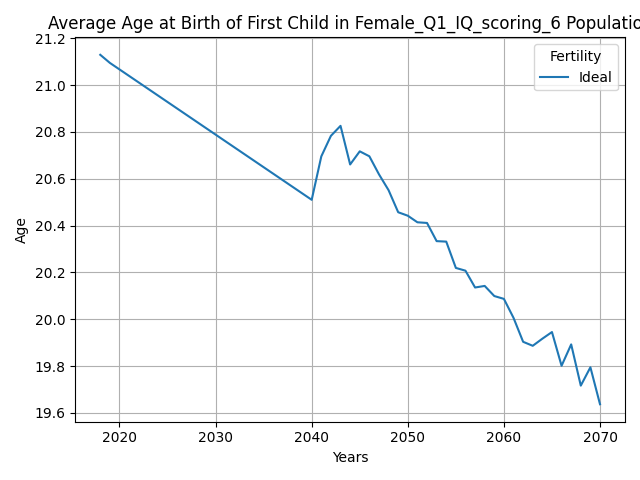 Average Age at Birth of First Child in Female_Q1_IQ_scoring_6 Populatio
21.2
21.0
20.8
20.6
20.4
20.2
20.0
19.8
19.6
Age
Fertility
Ideal
2020 2030 2040 2050 2060 2070
Years